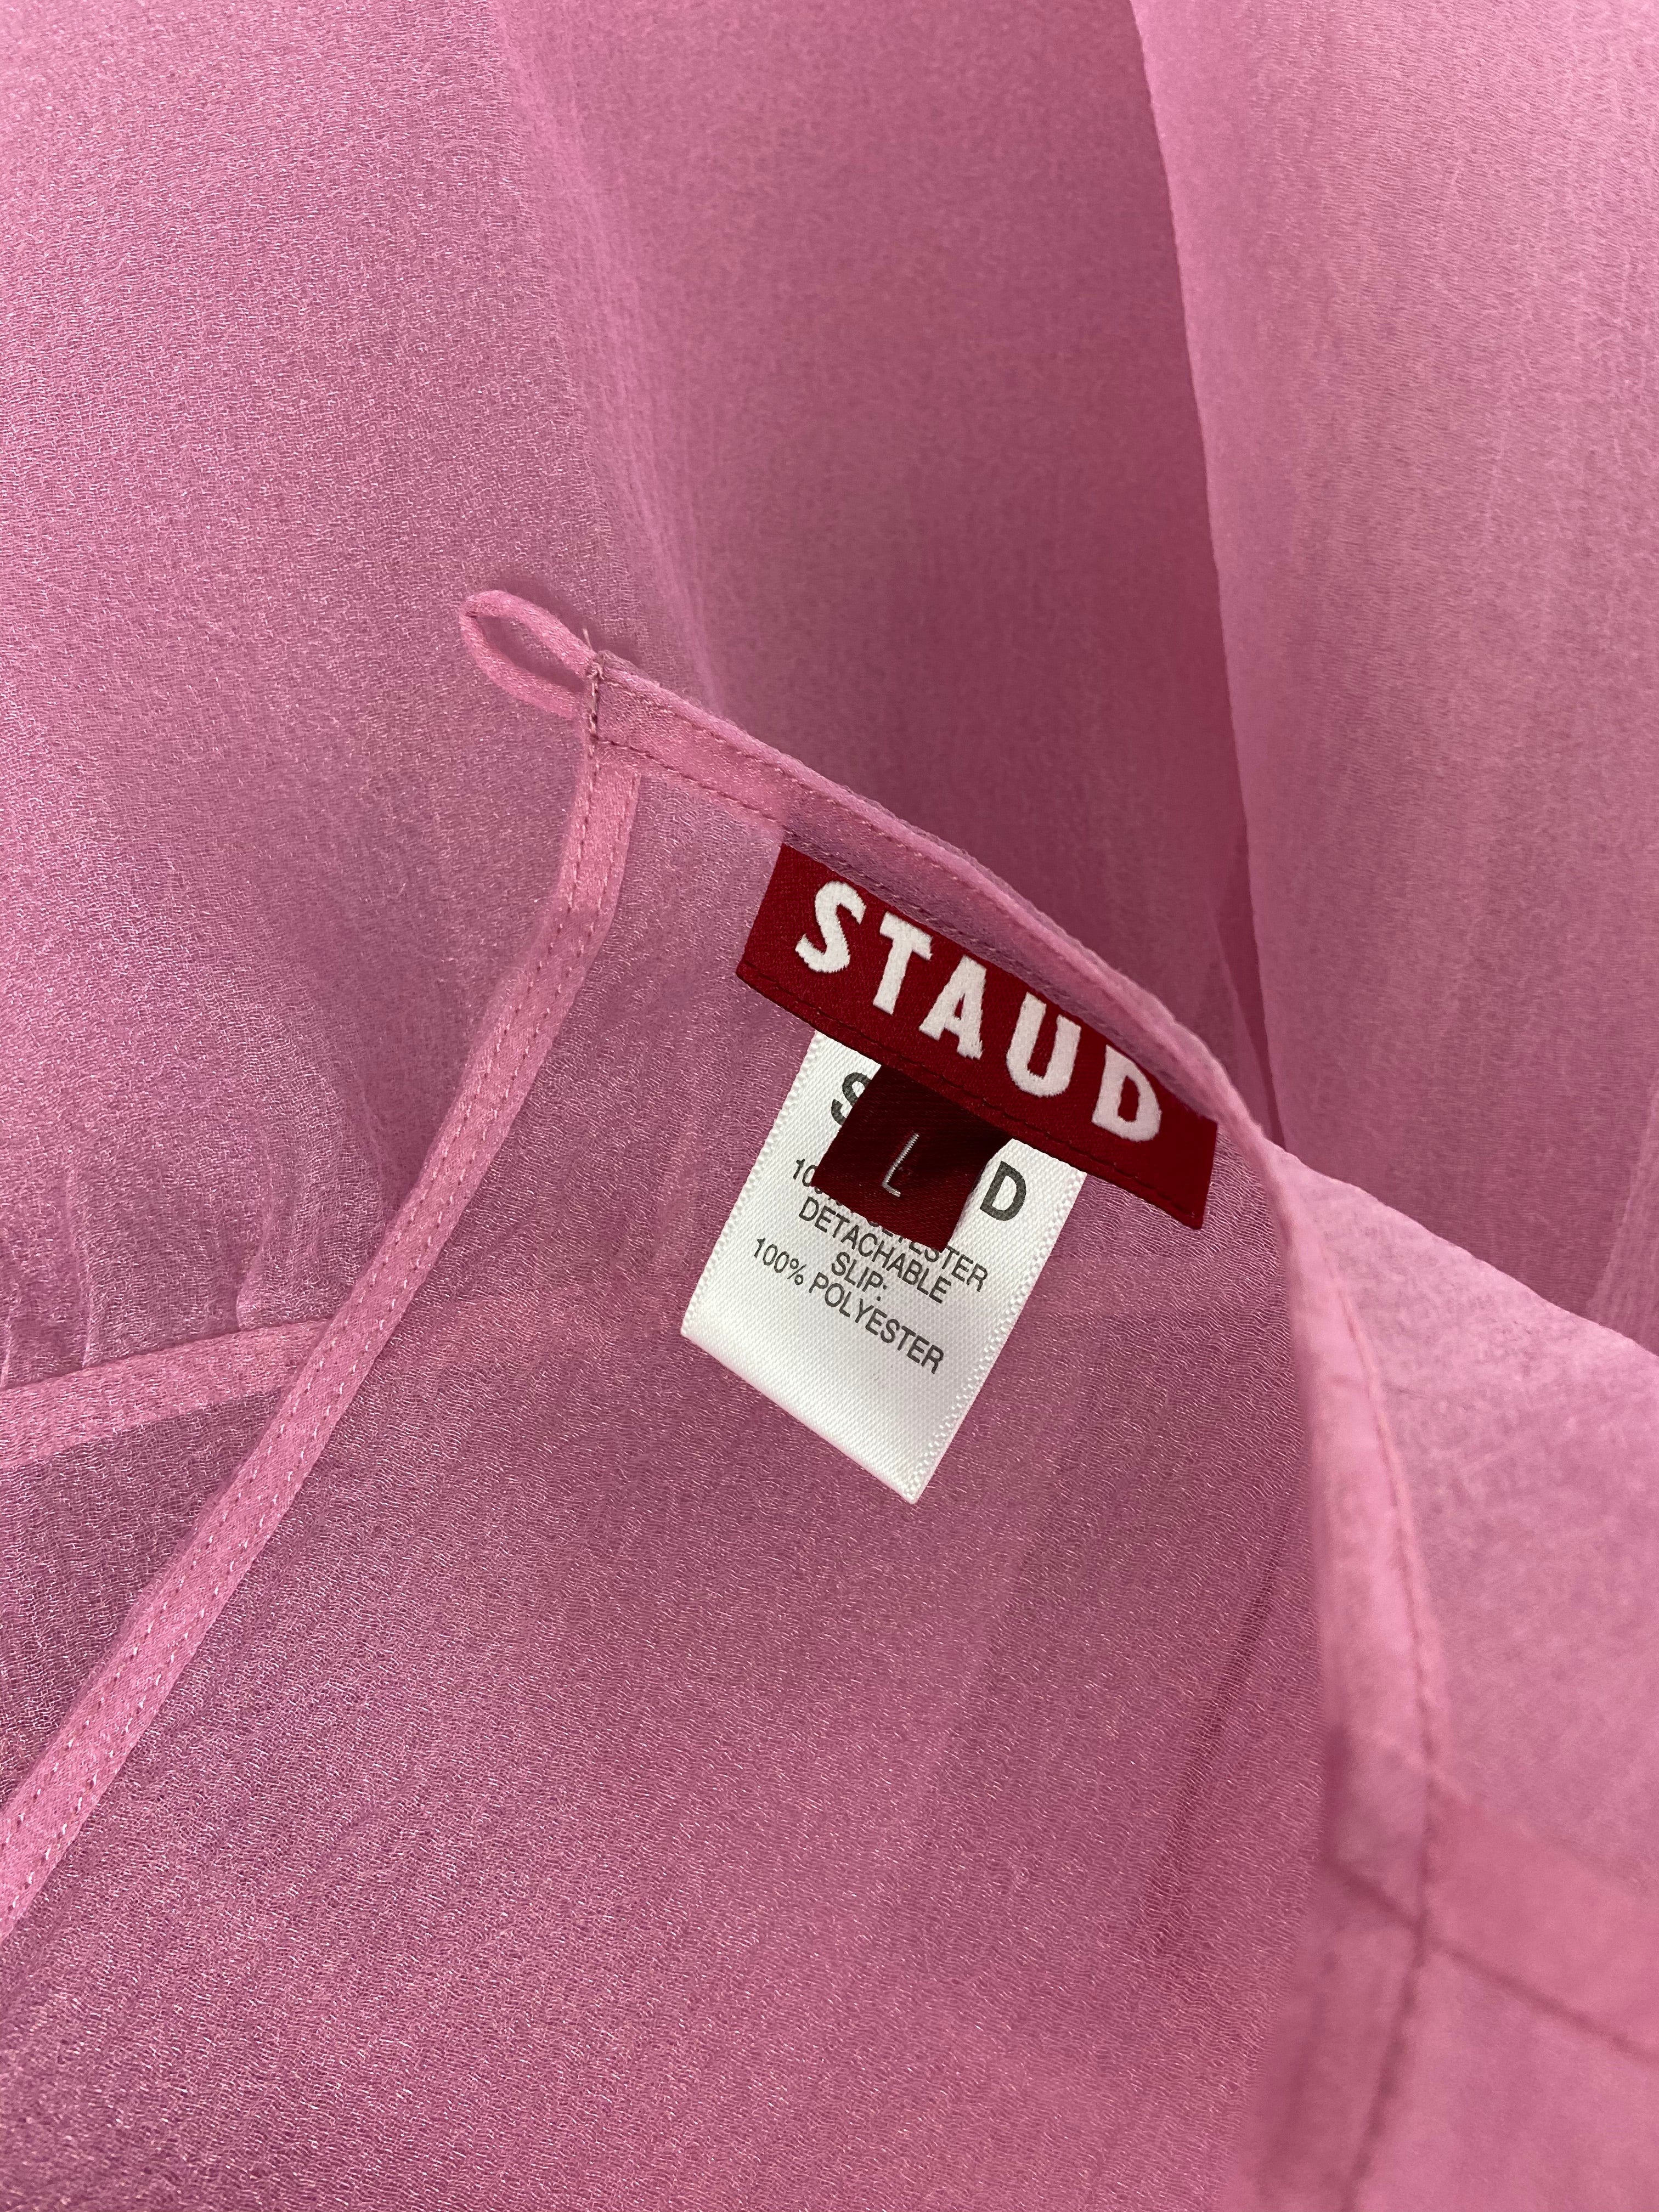 STAUD
L
S D
DETACHABLE
SLIP:
100% POLYESTER